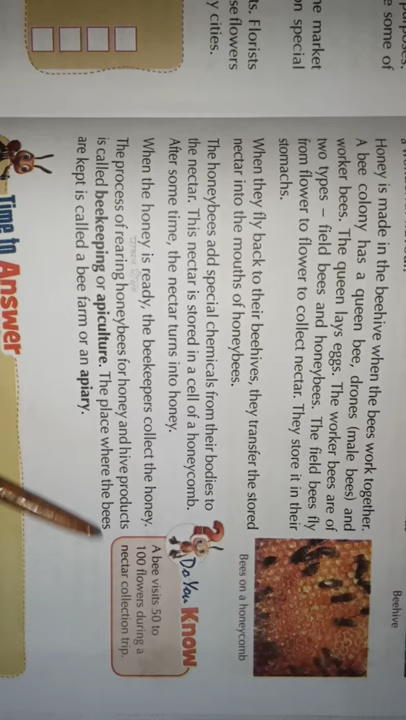 purposes.
e some of
ne market
on special
ts. Florists
se flowers
y cities.
Beehive
Honey is made in the beehive when the bees work together.
A bee colony has a queen bee, drones (male bees) and
worker bees. The queen lays eggs. The worker bees are of
two types – field bees and honeybees. The field bees fly
from flower to flower to collect nectar. They store it in their
stomachs.
When they fly back to their beehives, they transfer the stored
nectar into the mouths of honeybees.
Bees on a honeycomb
The honeybees add special chemicals from their bodies to
the nectar. This nectar is stored in a cell of a honeycomb.
After some time, the nectar turns into honey.
When the honey is ready, the beekeepers collect the honey.
The process of rearing honeybees for honey and hive products
is called beekeeping or apiculture. The place where the bees
are kept is called a bee farm or an apiary.
Do You Know
A bee visits 50 to
100 flowers during a
nectar collection trip.
Time to Answer